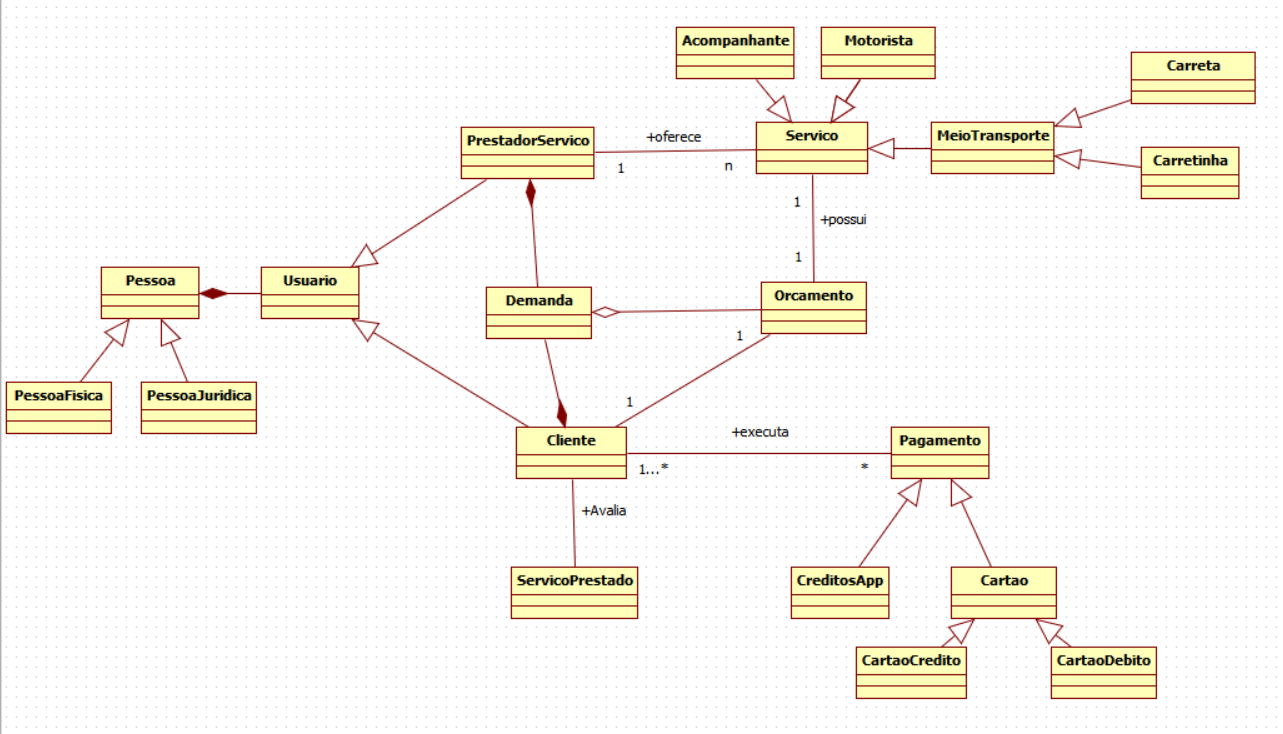 Acompanhante
Motorista
Carreta
PrestadorServico
+oferece
1
n
Servico
MeioTransporte
Carretinha
1
+possui
1
Pessoa
Usuario
Demanda
Orcamento
1
1
PessoaFisica
PessoaJuridica
Cliente
+executa
1...*
*
Pagamento
+Avalia
ServicoPrestado
CreditosApp
Cartao
CartaoCredito
CartaoDebito